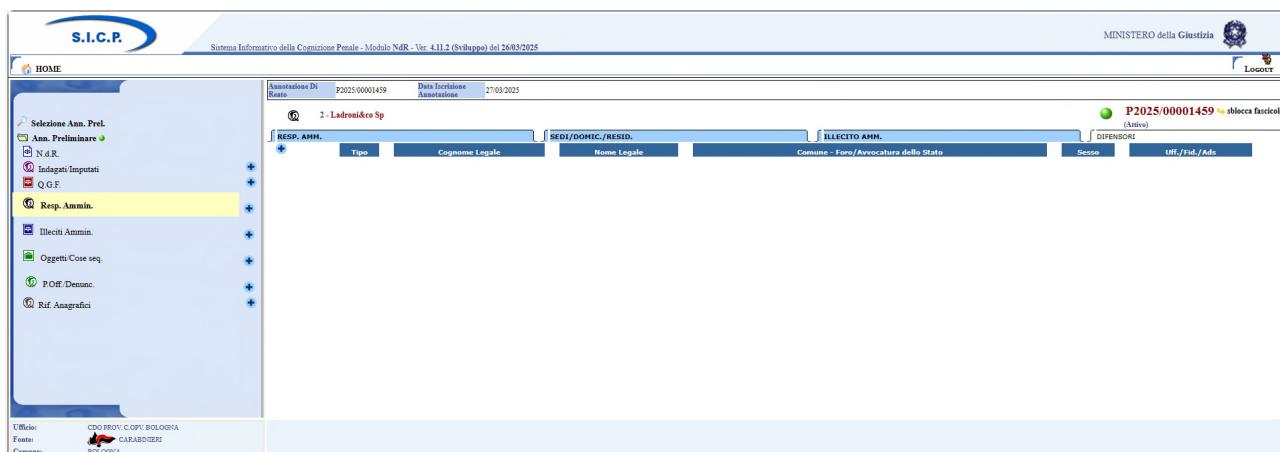 S.I.C.P.
Sistema Informativo della Cognizione Penale - Modulo NdR - Ver. 4.11.2 (Sviluppo) del 26/03/2025
MINISTERO della Giustizia
HOME
LOGOUT
Annotazione Di Reato P2025/00001459 Data Iscrizione Annotazione 27/03/2025
2 - Ladroni&co Sp
P2025/00001459 sblocca fascicol
(Attivo)
RESP. AMM. SEDI/DOMIC./RESID. ILLECITO AMM. DIFENSORI
Tipo Cognome Legale Nome Legale Comune - Foro/Avvocatura dello Stato Sesso Uff./Fid./Ads
Selezione Ann. Prel.
Ann. Preliminare
N.d.R.
Indagati/Imputati
Q.G.F.
Resp. Ammin.
Illeciti Ammin.
Oggetti/Cose seq.
P.Off./Denunc.
Rif. Anagrafici
Ufficio: CDO PROV. C.OPV. BOLOGNA
Fonte: CARABINIERI
Comune: BOLOGNA